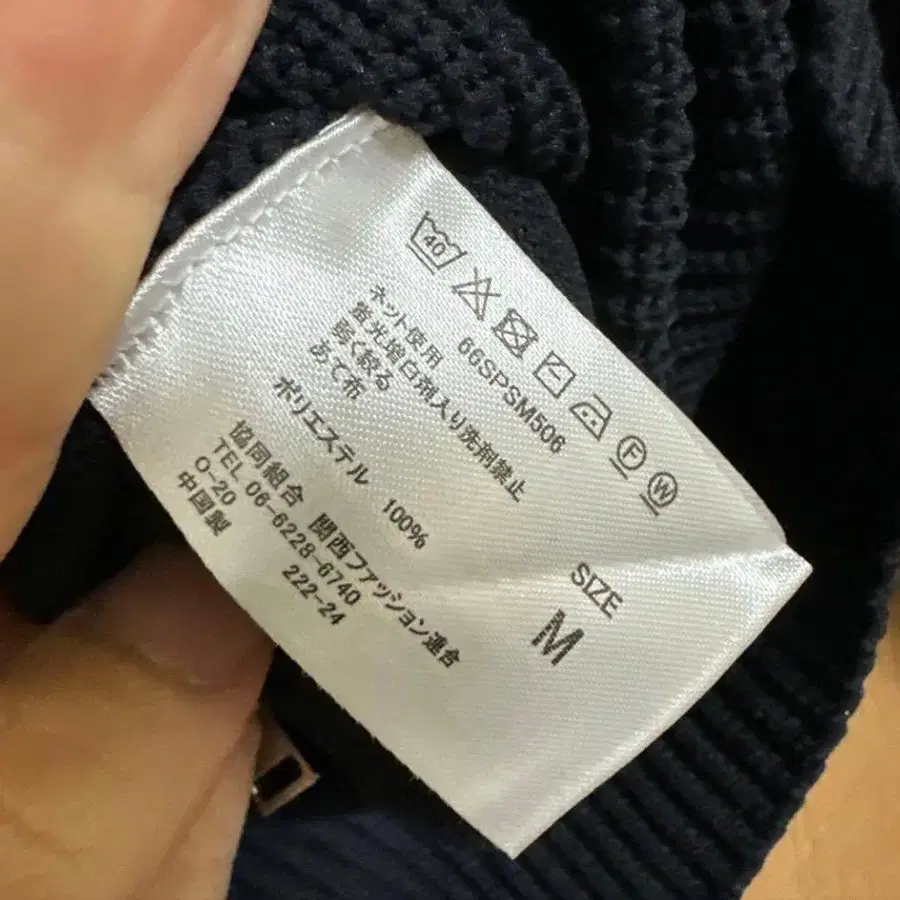 40
66SPSM506
ネット使用
蛍光増白剤入り洗剤禁止
弱く絞る
あて布
ポリエステル 100%
協同組合 関西ファッション連合
TEL 06-6228-6740
O-20 222-24
中国製
F
W
SIZE
M